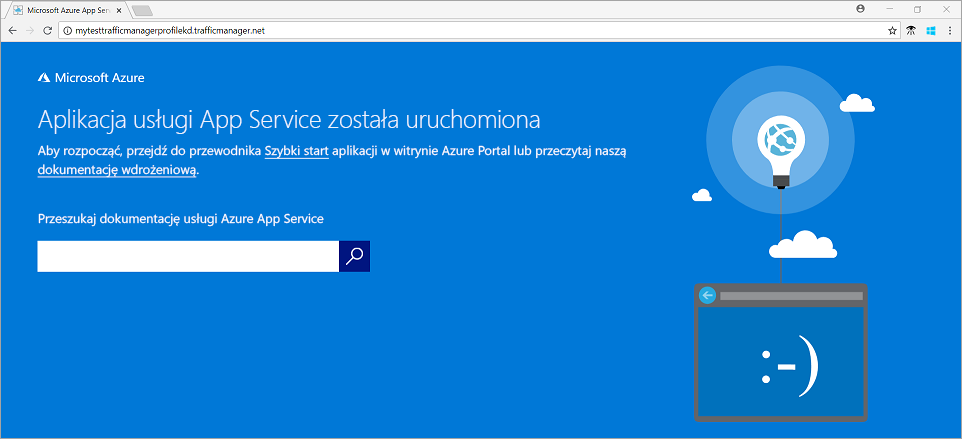 Microsoft Azure App Ser
mytesttrafficmanagerprofilekd.trafficmanager.net
Microsoft Azure
Aplikacja usługi App Service została uruchomiona
Aby rozpocząć, przejdź do przewodnika Szybki start aplikacji w witrynie Azure Portal lub przeczytaj naszą
dokumentację wdrożeniową.
Przeszukaj dokumentację usługi Azure App Service
:-)